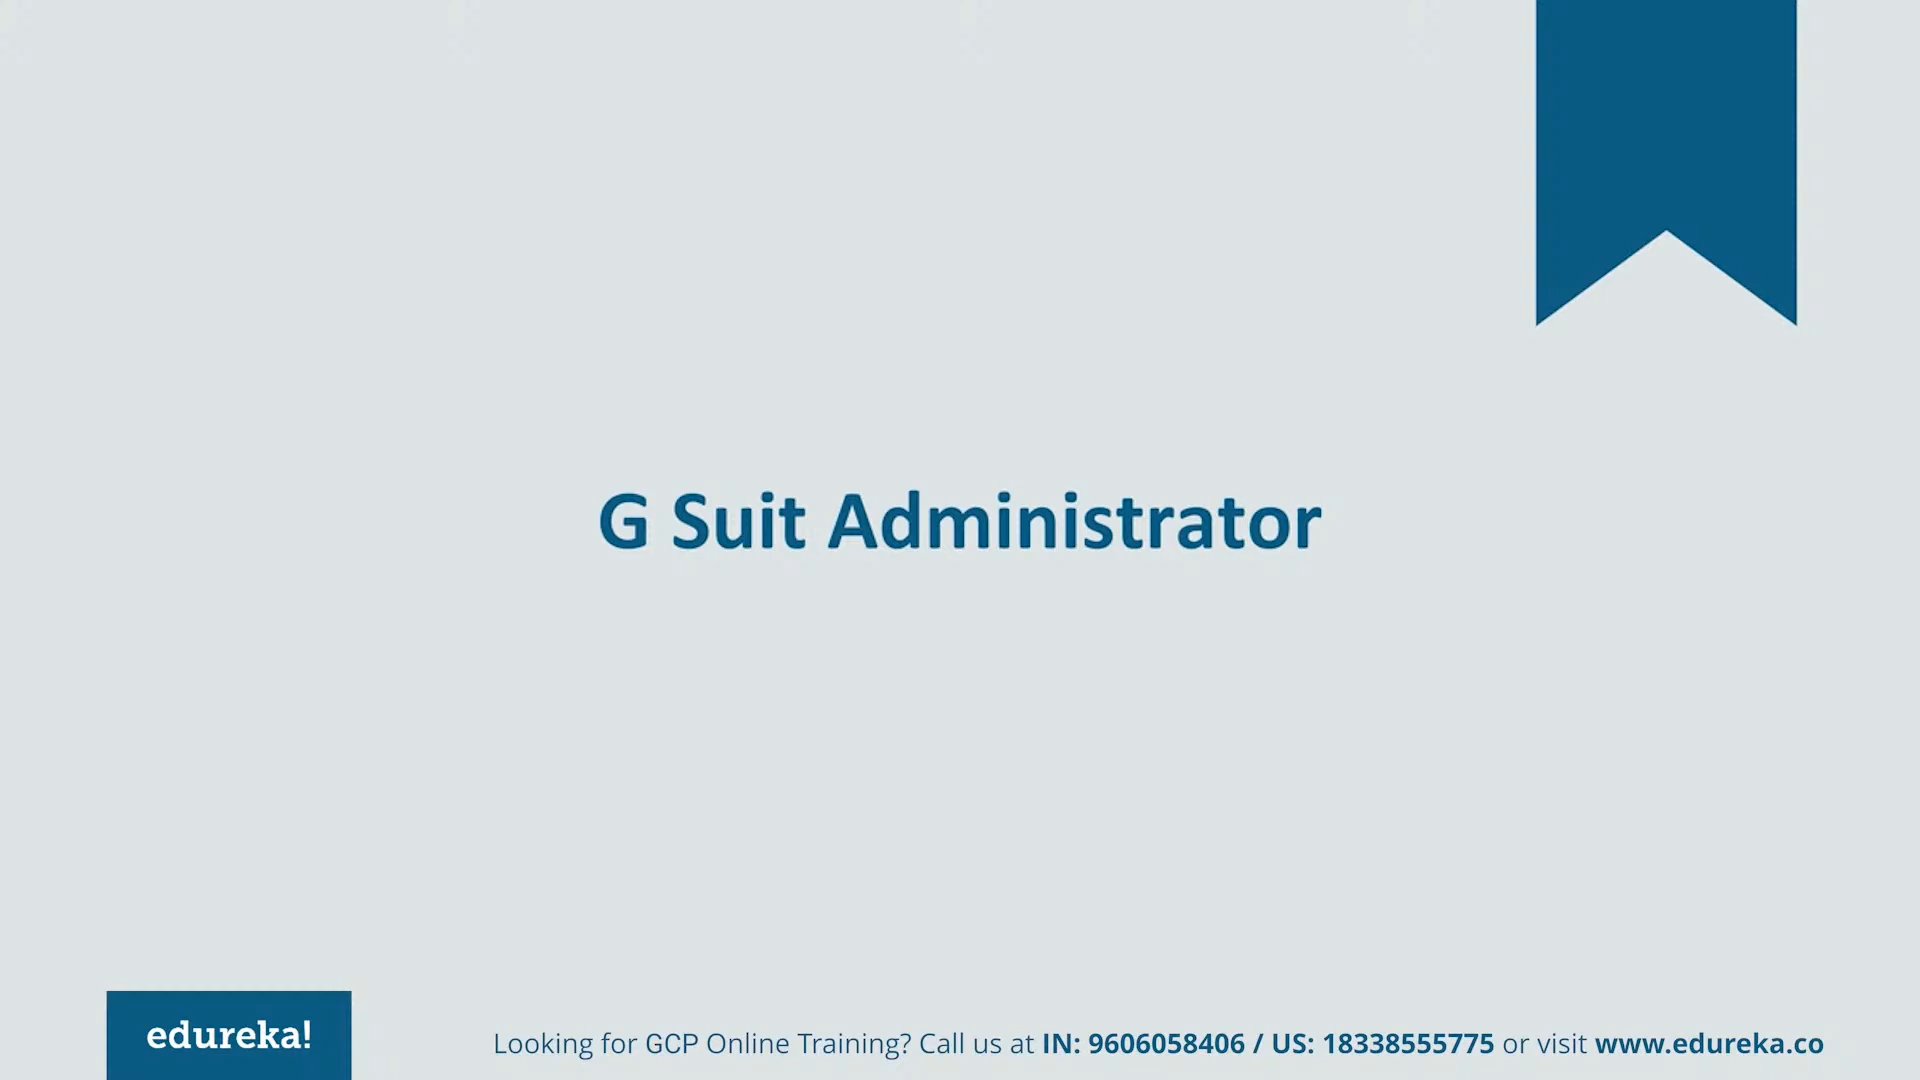 G Suit Administrator
edureka!
Looking for GCP Online Training? Call us at IN: 9606058406 / US: 18338555775 or visit www.edureka.co